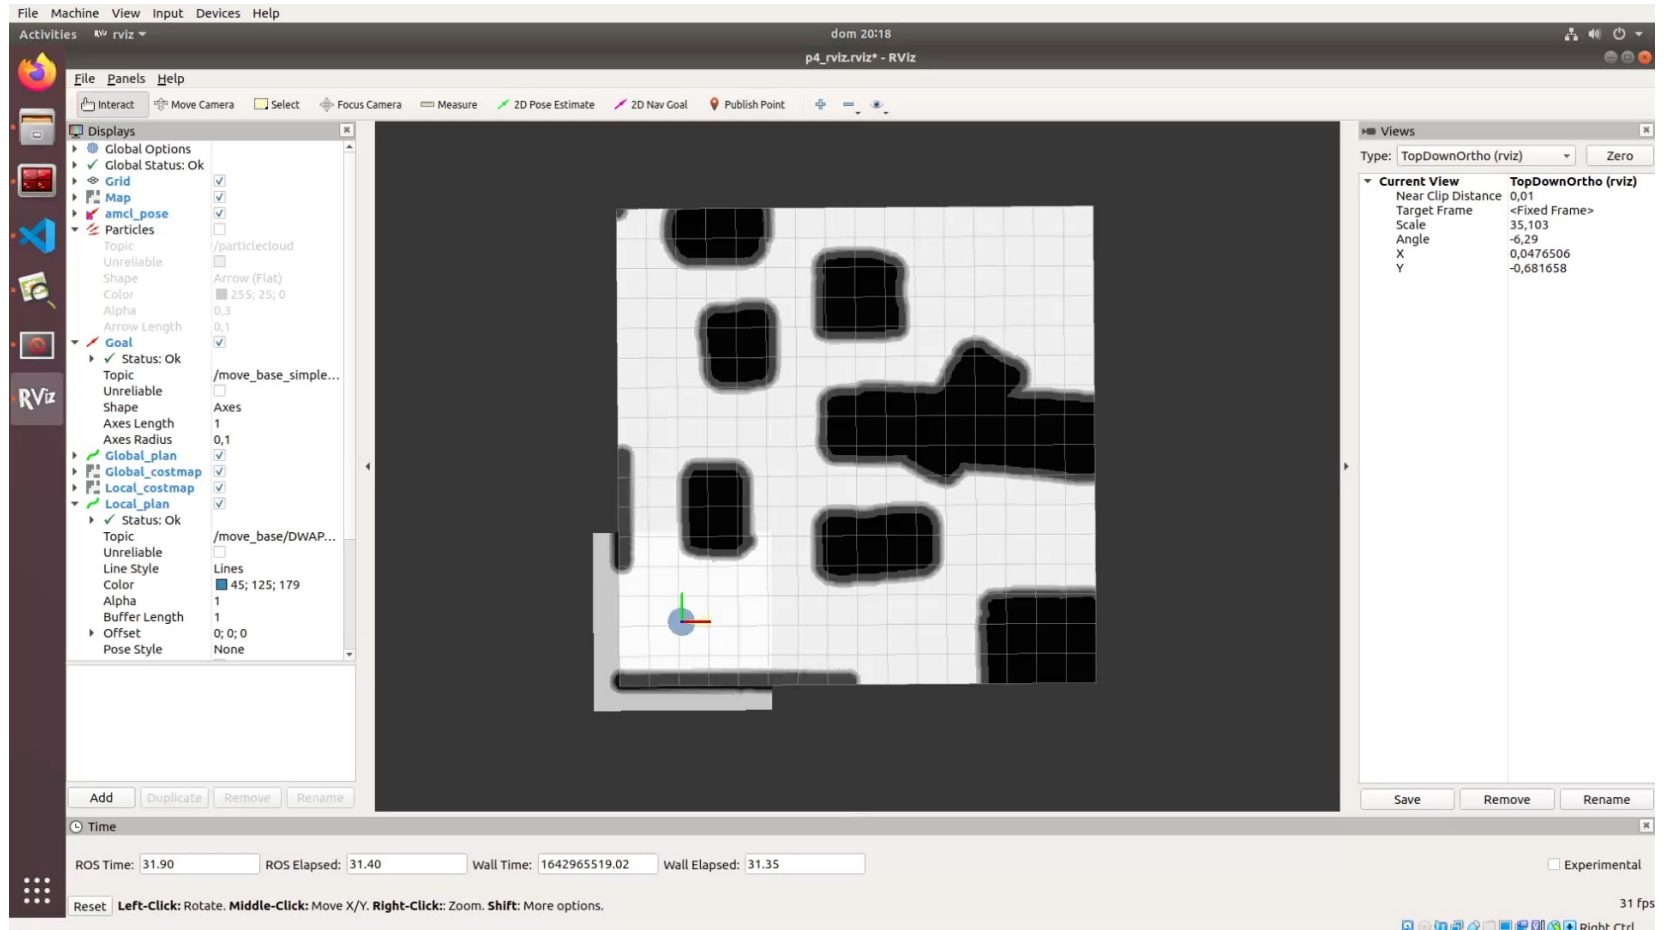 File Machine View Input Devices Help
Activities RViz rviz dom 20:18
p4_rviz.rviz* - RViz
File Panels Help
Interact Move Camera Select Focus Camera Measure 2D Pose Estimate 2D Nav Goal Publish Point
Displays
Global Options
Global Status: Ok
Grid
Map
amcl_pose
Particles
Topic /particlecloud
Unreliable
Shape Arrow (Flat)
Color 255; 25; 0
Alpha 0,3
Arrow Length 0,1
Goal
Status: Ok
Topic /move_base_simple...
Unreliable
Shape Axes
Axes Length 1
Axes Radius 0,1
Global_plan
Global_costmap
Local_costmap
Local_plan
Status: Ok
Topic /move_base/DWAP...
Unreliable
Line Style Lines
Color 45; 125; 179
Alpha 1
Buffer Length 1
Offset 0; 0; 0
Pose Style None
Add Duplicate Remove Rename
RViz
Views
Type: TopDownOrtho (rviz) Zero
Current View TopDownOrtho (rviz)
Near Clip Distance 0,01
Target Frame <Fixed Frame>
Scale 35,103
Angle -6,29
X 0,0476506
Y -0,681658
Save Remove Rename
Time
ROS Time: 31.90 ROS Elapsed: 31.40 Wall Time: 1642965519.02 Wall Elapsed: 31.35 Experimental
Reset Left-Click: Rotate. Middle-Click: Move X/Y. Right-Click:: Zoom. Shift: More options. 31 fps
Right Ctrl